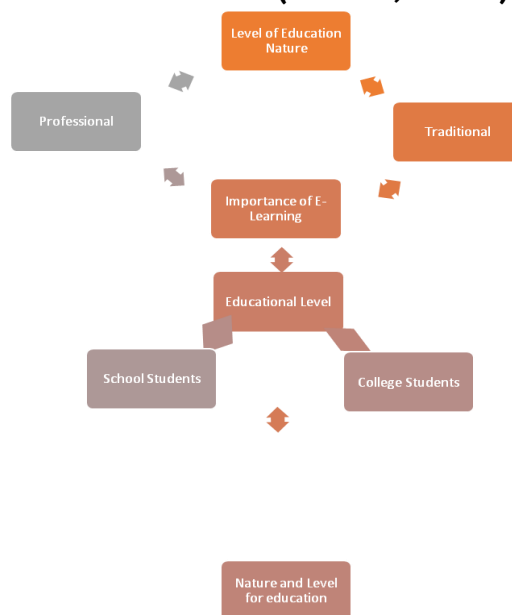 Level of Education
Nature
Professional
Traditional
Importance of E-
Learning
Educational Level
School Students
College Students
Nature and Level
for education